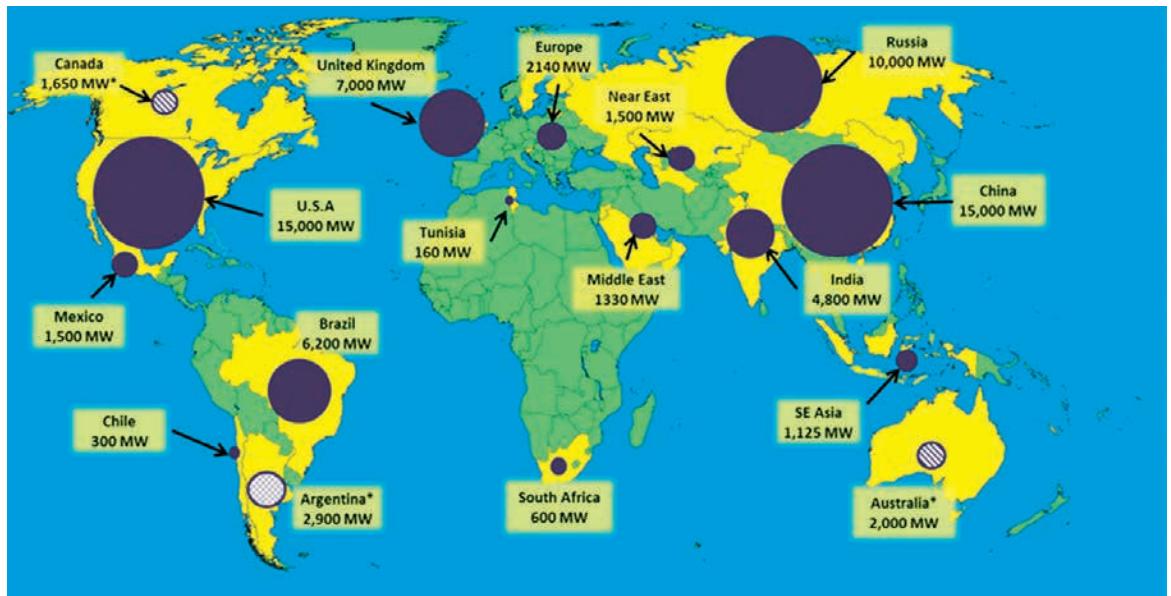 Canada
1,650 MW*
United Kingdom
7,000 MW
Europe
2140 MW
Russia
10,000 MW
Near East
1,500 MW
U.S.A
15,000 MW
Tunisia
160 MW
China
15,000 MW
Middle East
1330 MW
India
4,800 MW
Mexico
1,500 MW
Brazil
6,200 MW
SE Asia
1,125 MW
Chile
300 MW
Argentina*
2,900 MW
South Africa
600 MW
Australia*
2,000 MW